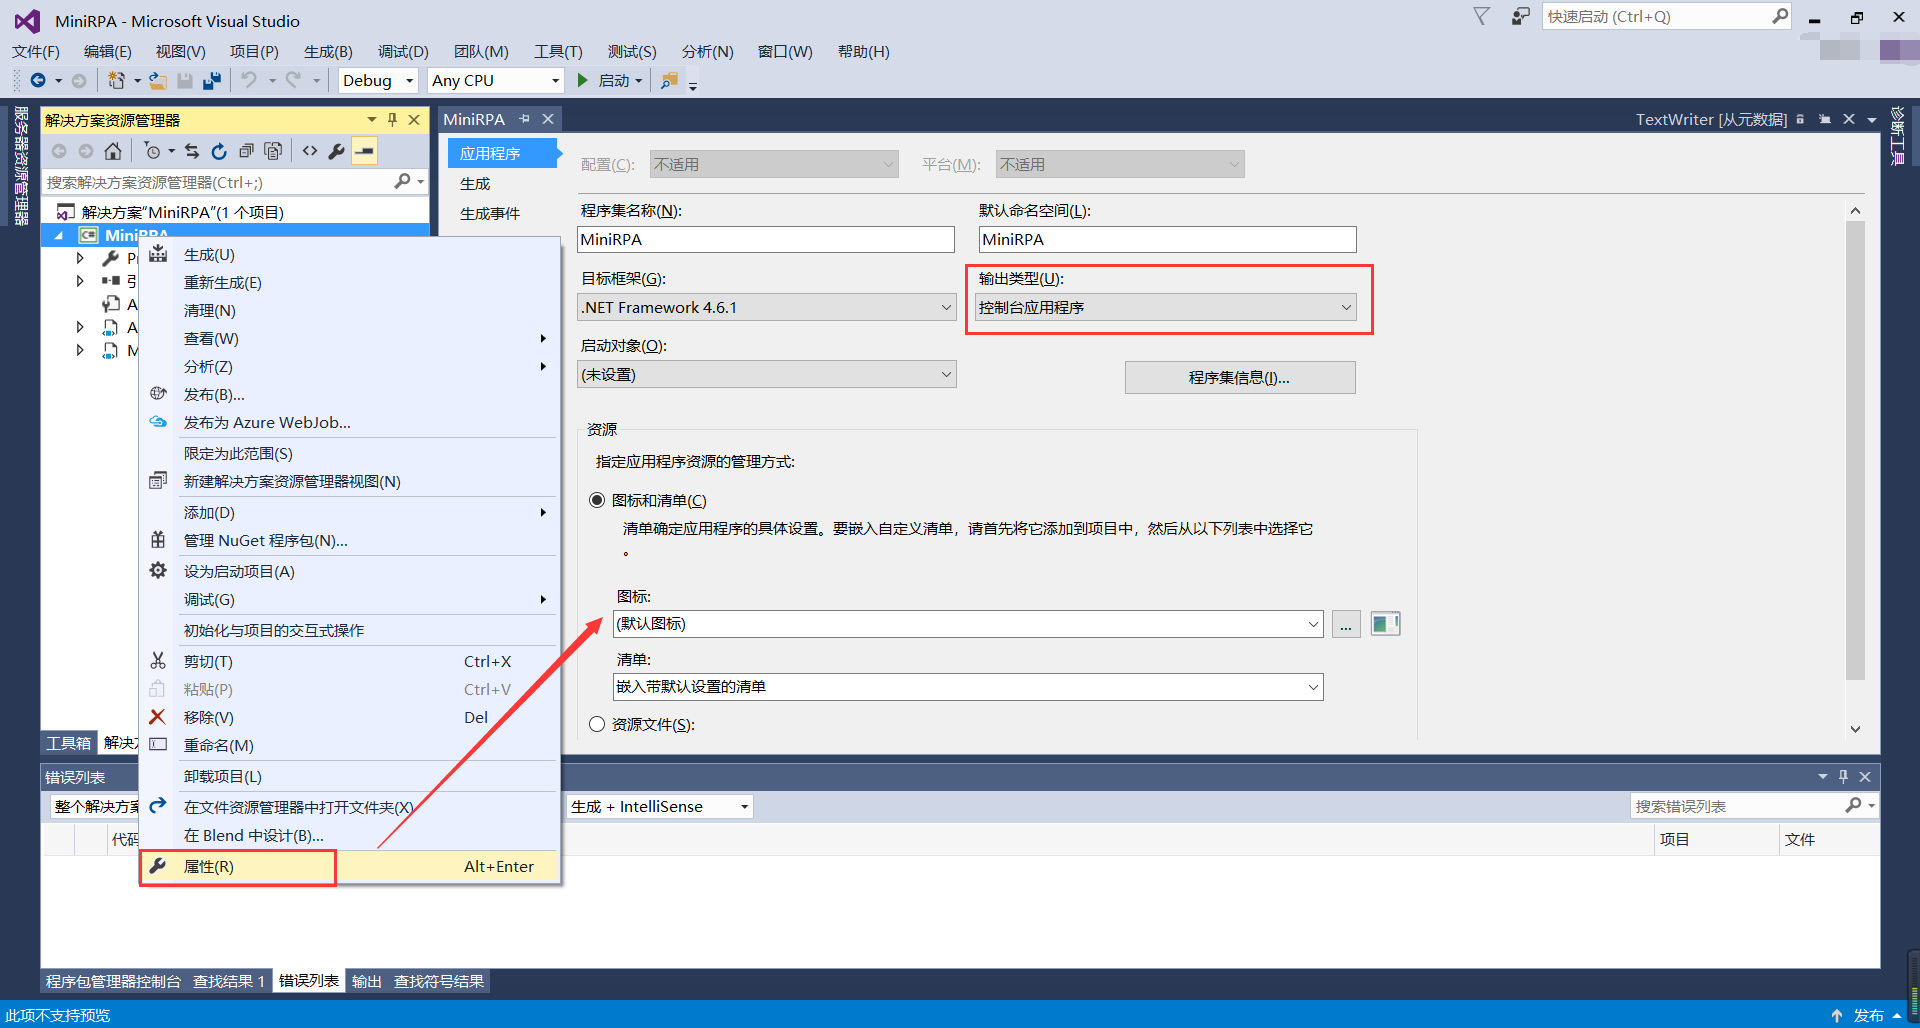 MiniRPA - Microsoft Visual Studio
快速启动 (Ctrl+Q)
文件(F) 编辑(E) 视图(V) 项目(P) 生成(B) 调试(D) 团队(M) 工具(T) 测试(S) 分析(N) 窗口(W) 帮助(H)
Debug Any CPU 启动
服务器资源管理器
解决方案资源管理器
搜索解决方案资源管理器(Ctrl+;)
解决方案“MiniRPA”(1 个项目)
MiniRPA
生成(U)
重新生成(E)
清理(N)
查看(W)
分析(Z)
发布(B)...
发布为 Azure WebJob...
限定为此范围(S)
新建解决方案资源管理器视图(N)
添加(D)
管理 NuGet 程序包(N)...
设为启动项目(A)
调试(G)
初始化与项目的交互式操作
剪切(T) Ctrl+X
粘贴(P) Ctrl+V
移除(V) Del
重命名(M)
卸载项目(L)
在文件资源管理器中打开文件夹(X)
在 Blend 中设计(B)...
属性(R) Alt+Enter
工具箱 解决方
MiniRPA
TextWriter [从元数据]
诊断工具
应用程序
生成
生成事件
配置(C): 不适用 平台(M): 不适用
程序集名称(N): 默认命名空间(L):
MiniRPA MiniRPA
目标框架(G): 输出类型(U):
.NET Framework 4.6.1 控制台应用程序
启动对象(O):
(未设置) 程序集信息(I)...
资源
指定应用程序资源的管理方式:
图标和清单(C)
清单确定应用程序的具体设置。要嵌入自定义清单，请首先将它添加到项目中，然后从以下列表中选择它
。
图标:
(默认图标) ...
清单:
嵌入带默认设置的清单
资源文件(S):
错误列表
整个解决方案 生成 + IntelliSense 搜索错误列表
代码 项目 文件
程序包管理器控制台 查找结果 1 错误列表 输出 查找符号结果
此项不支持预览 发布